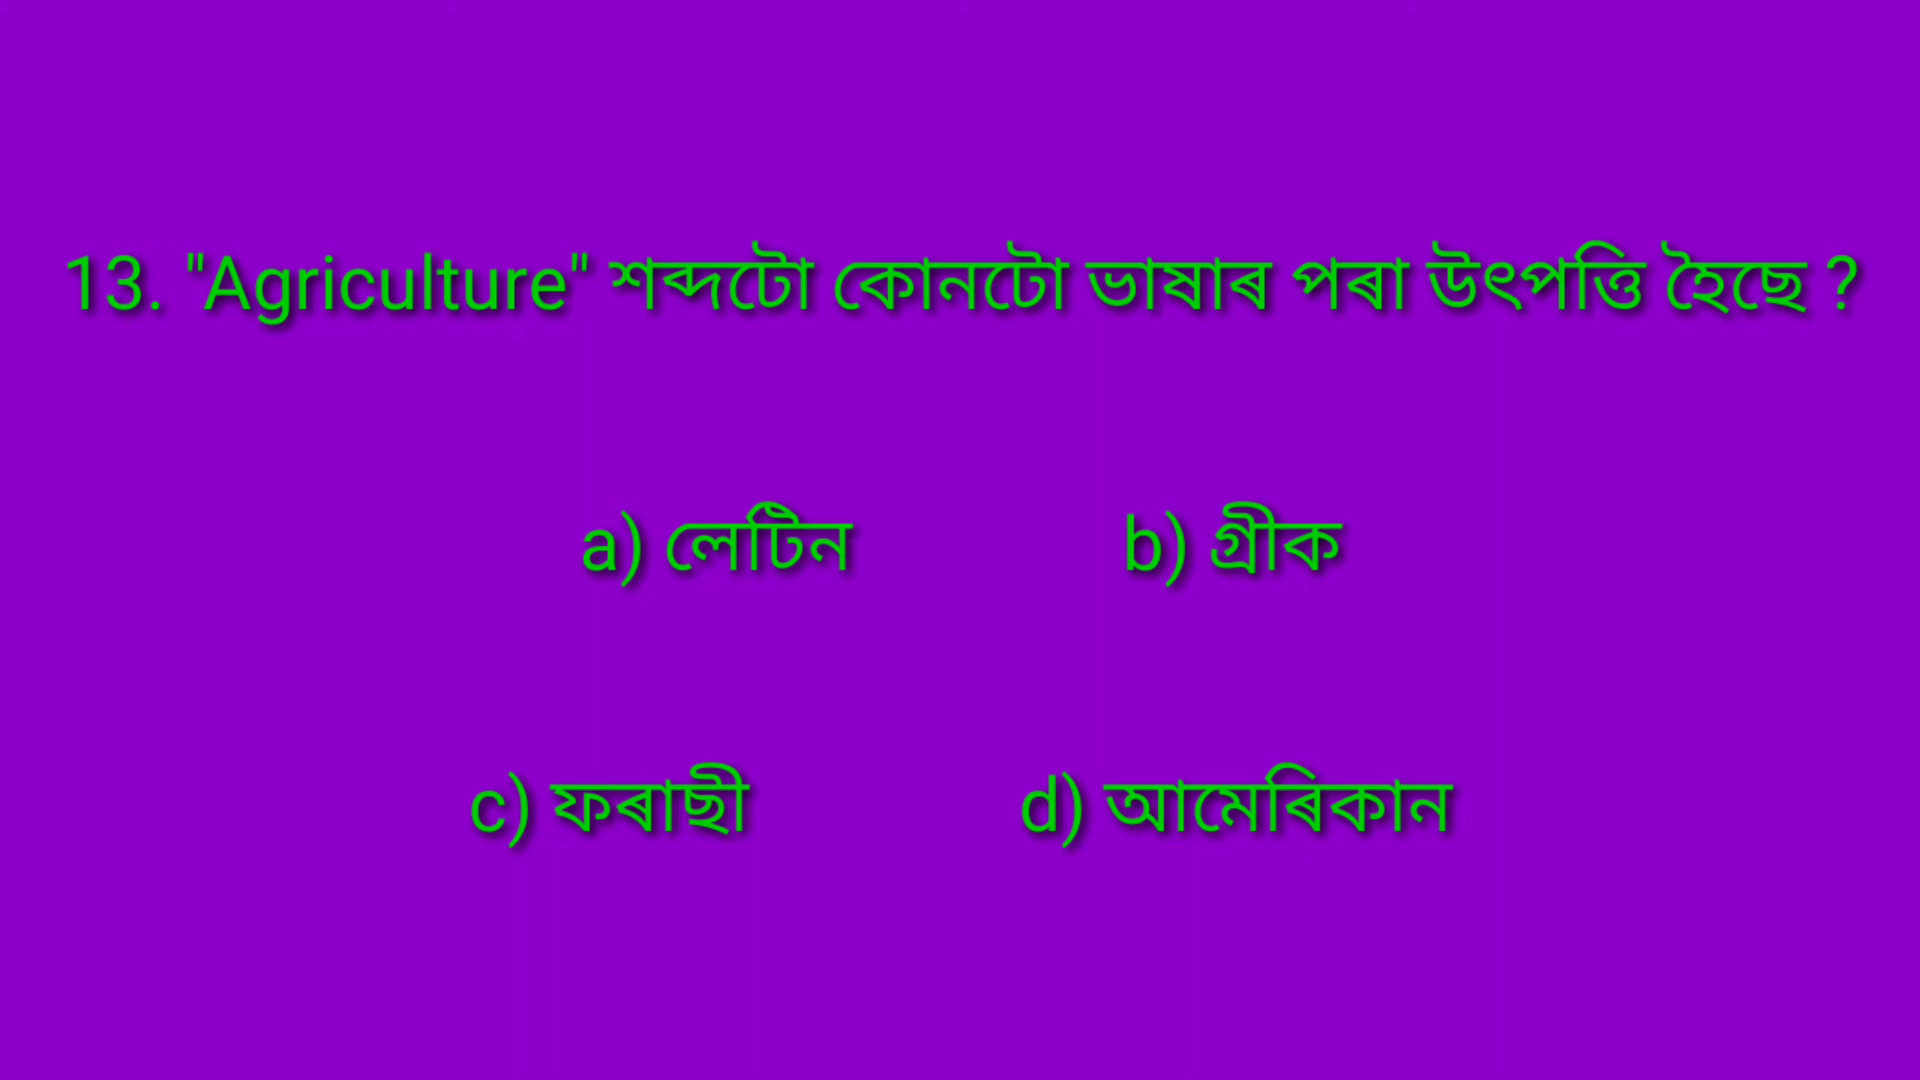 13. "Agriculture" শব্দটো কোনটো ভাষাৰ পৰা উৎপত্তি হৈছে ?
a) লেটিন b) গ্ৰীক
c) ফৰাছী d) আমেৰিকান